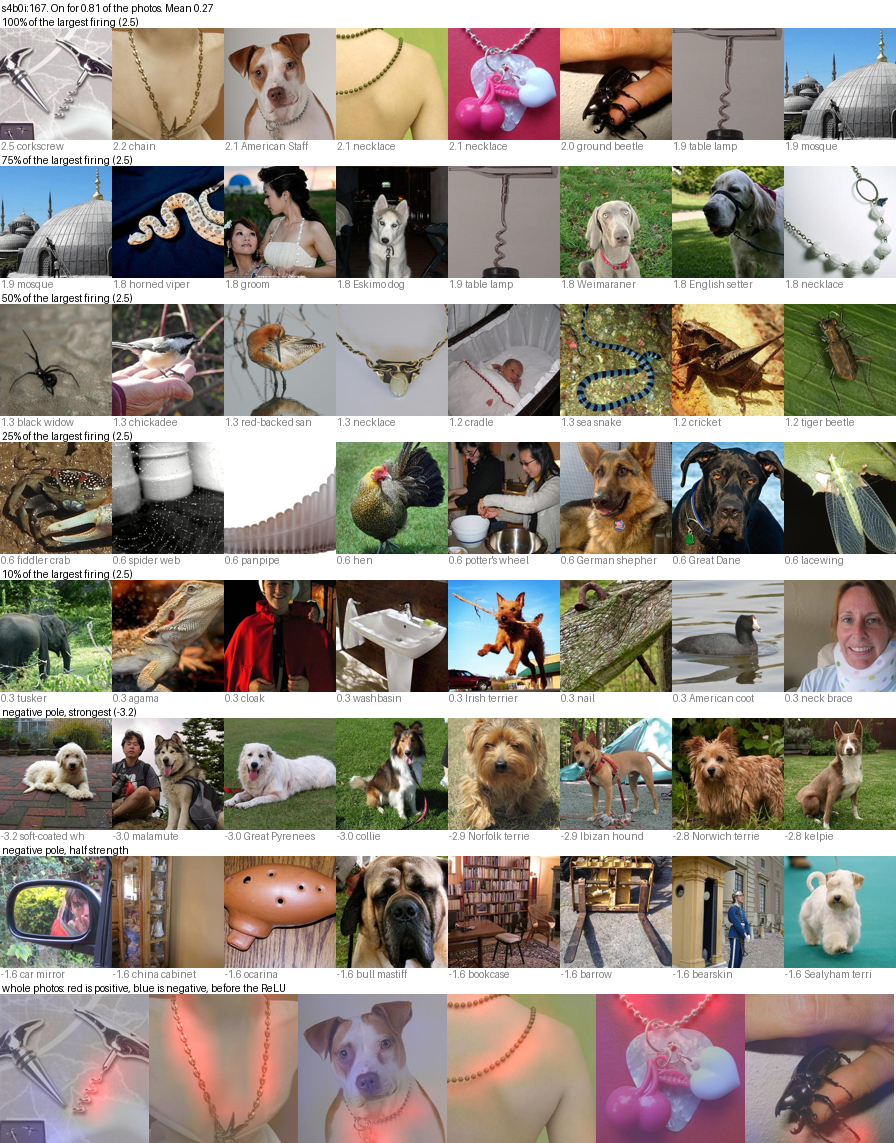 s4b0i:167. On for 0.81 of the photos. Mean 0.27
100% of the largest firing (2.5)
2.5 corkscrew
2.2 chain
2.1 American Staff
2.1 necklace
2.1 necklace
2.0 ground beetle
1.9 table lamp
1.9 mosque
75% of the largest firing (2.5)
1.9 mosque
1.8 horned viper
1.8 groom
1.8 Eskimo dog
1.9 table lamp
1.8 Weimaraner
1.8 English setter
1.8 necklace
50% of the largest firing (2.5)
1.3 black widow
1.3 chickadee
1.3 red-backed san
1.3 necklace
1.2 cradle
1.3 sea snake
1.2 cricket
1.2 tiger beetle
25% of the largest firing (2.5)
0.6 fiddler crab
0.6 spider web
0.6 panpipe
0.6 hen
0.6 potter's wheel
0.6 German shepher
0.6 Great Dane
0.6 lacewing
10% of the largest firing (2.5)
0.3 tusker
0.3 agama
0.3 cloak
0.3 washbasin
0.3 Irish terrier
0.3 nail
0.3 American coot
0.3 neck brace
negative pole, strongest (-3.2)
-3.2 soft-coated wh
-3.0 malamute
-3.0 Great Pyrenees
-3.0 collie
-2.9 Norfolk terrie
-2.9 Ibizan hound
-2.8 Norwich terrie
-2.8 kelpie
negative pole, half strength
-1.6 car mirror
-1.6 china cabinet
-1.6 ocarina
-1.6 bull mastiff
-1.6 bookcase
-1.6 barrow
-1.6 bearskin
-1.6 Sealyham terri
whole photos: red is positive, blue is negative, before the ReLU